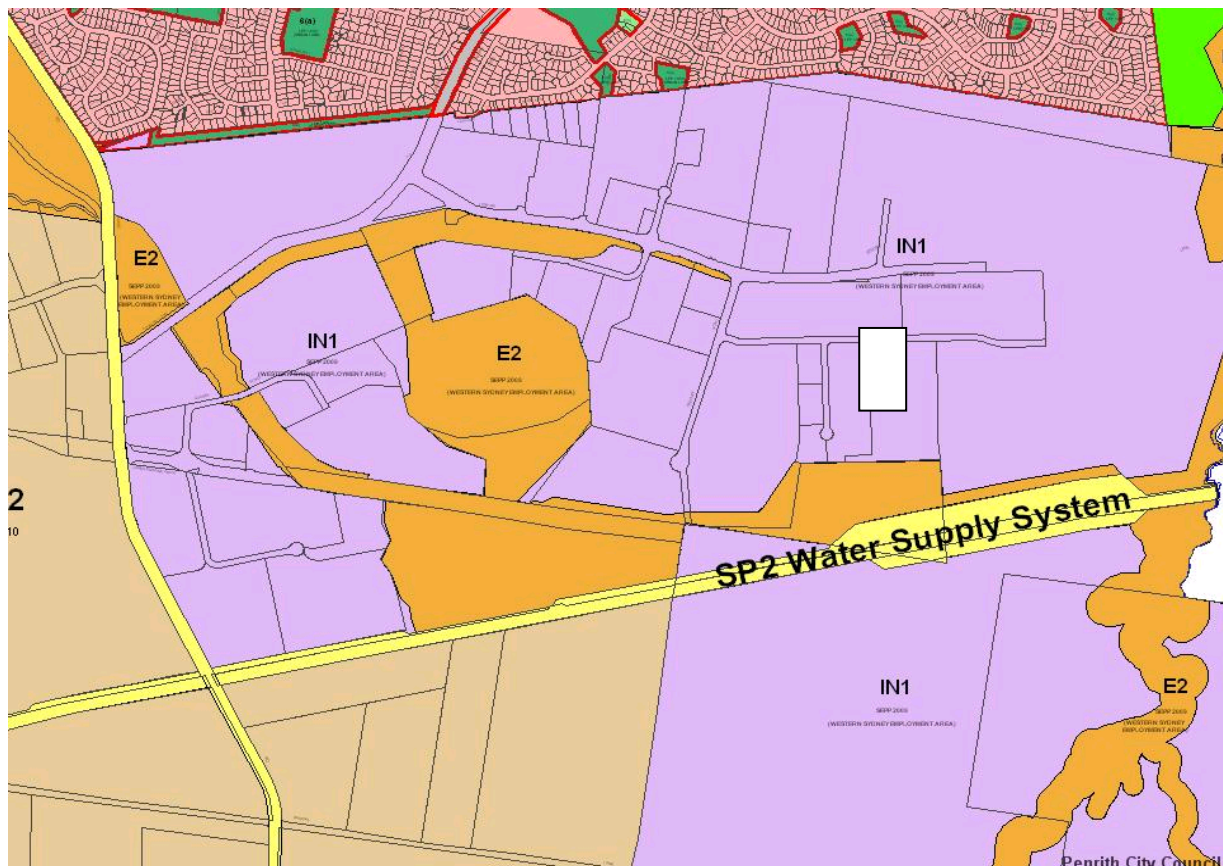 6(a)
E2
SEPP 2009
(WESTERN SYDNEY
EMPLOYMENT AREA)
IN1
SEPP 2009
(WESTERN SYDNEY EMPLOYMENT AREA)
IN1
SEPP 2009
(WESTERN SYDNEY EMPLOYMENT AREA)
E2
SEPP 2009
(WESTERN SYDNEY EMPLOYMENT AREA)
2
10
SP2 Water Supply System
IN1
SEPP 2009
(WESTERN SYDNEY EMPLOYMENT AREA)
E2
SEPP 2009
(WESTERN SYDNEY
EMPLOYMENT AREA)
Penrith City Council